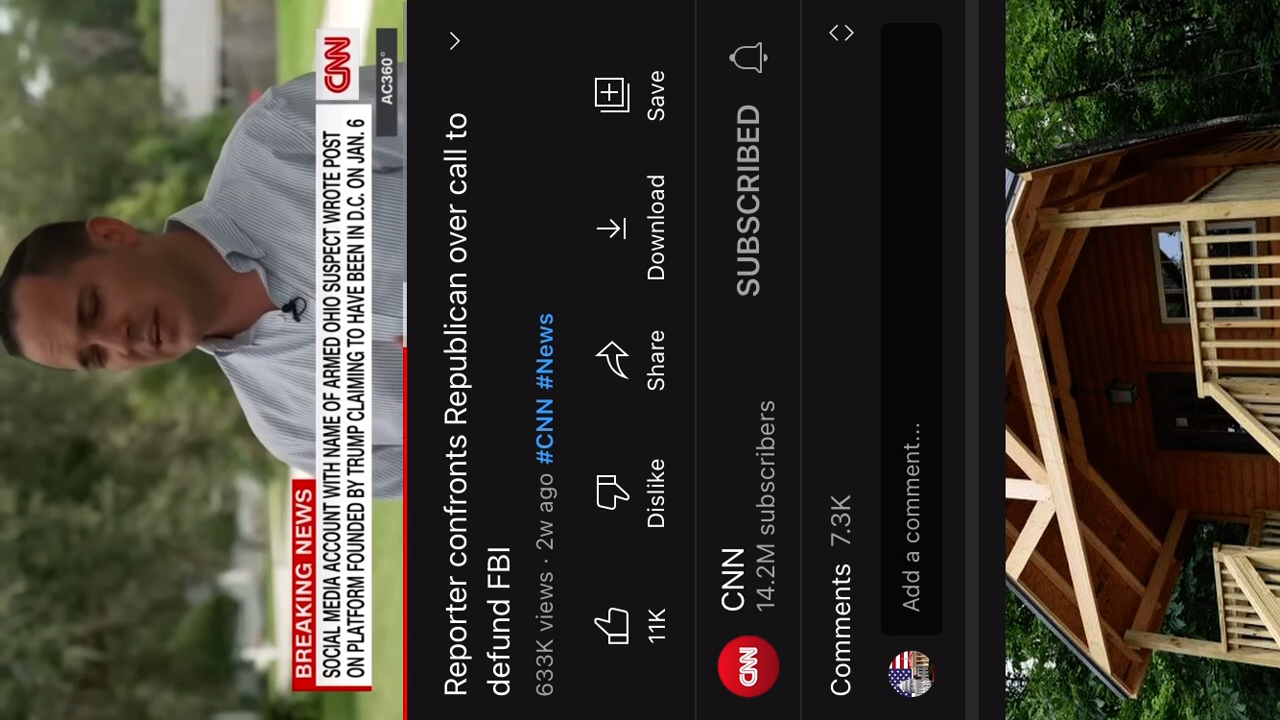 CNN
AC360°
BREAKING NEWS
SOCIAL MEDIA ACCOUNT WITH NAME OF ARMED OHIO SUSPECT WROTE POST
ON PLATFORM FOUNDED BY TRUMP CLAIMING TO HAVE BEEN IN D.C. ON JAN. 6
Reporter confronts Republican over call to
defund FBI
633K views · 2w ago #CNN #News
11K
Dislike
Share
Download
Save
CNN
CNN
14.2M subscribers
SUBSCRIBED
Comments 7.3K
Add a comment...